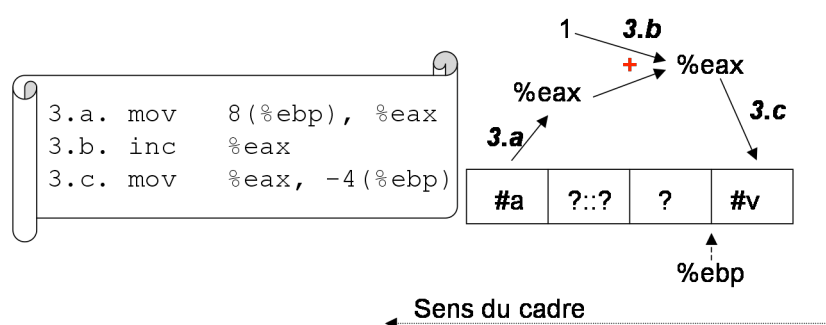 3.a. mov 8(%ebp), %eax
3.b. inc %eax
3.c. mov %eax, -4(%ebp)
1
3.b
+
%eax
%eax
3.a
3.c
#a ?::? ? #v
%ebp
Sens du cadre